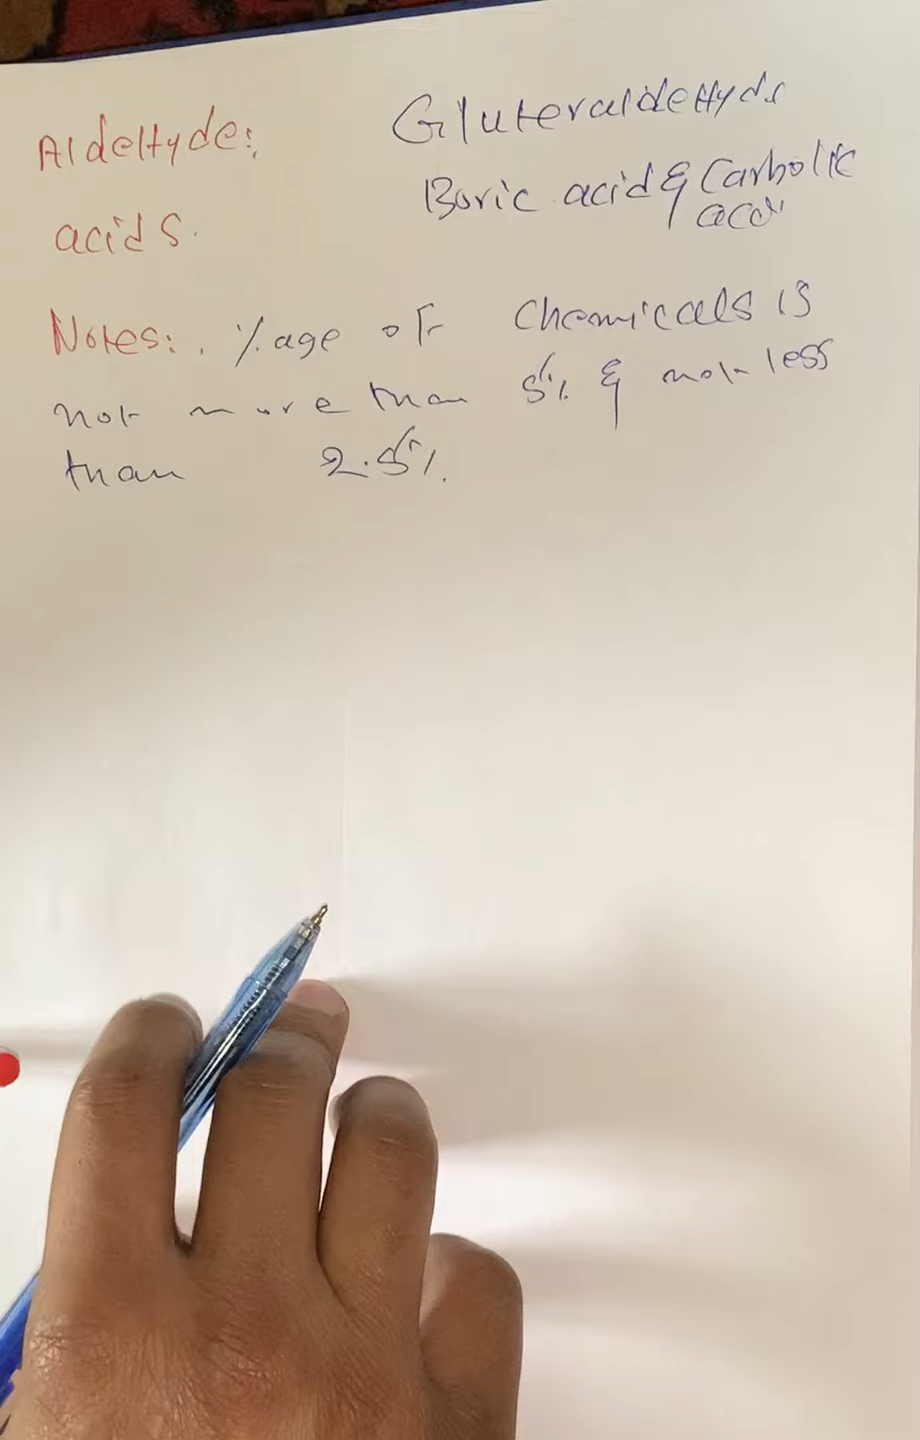 Aldehyde: Gluteraldehyde
acids. Boric acid & Carbolic
acid
Notes: %age of Chemicals is
not more than 5% & not less
than 2.5%.